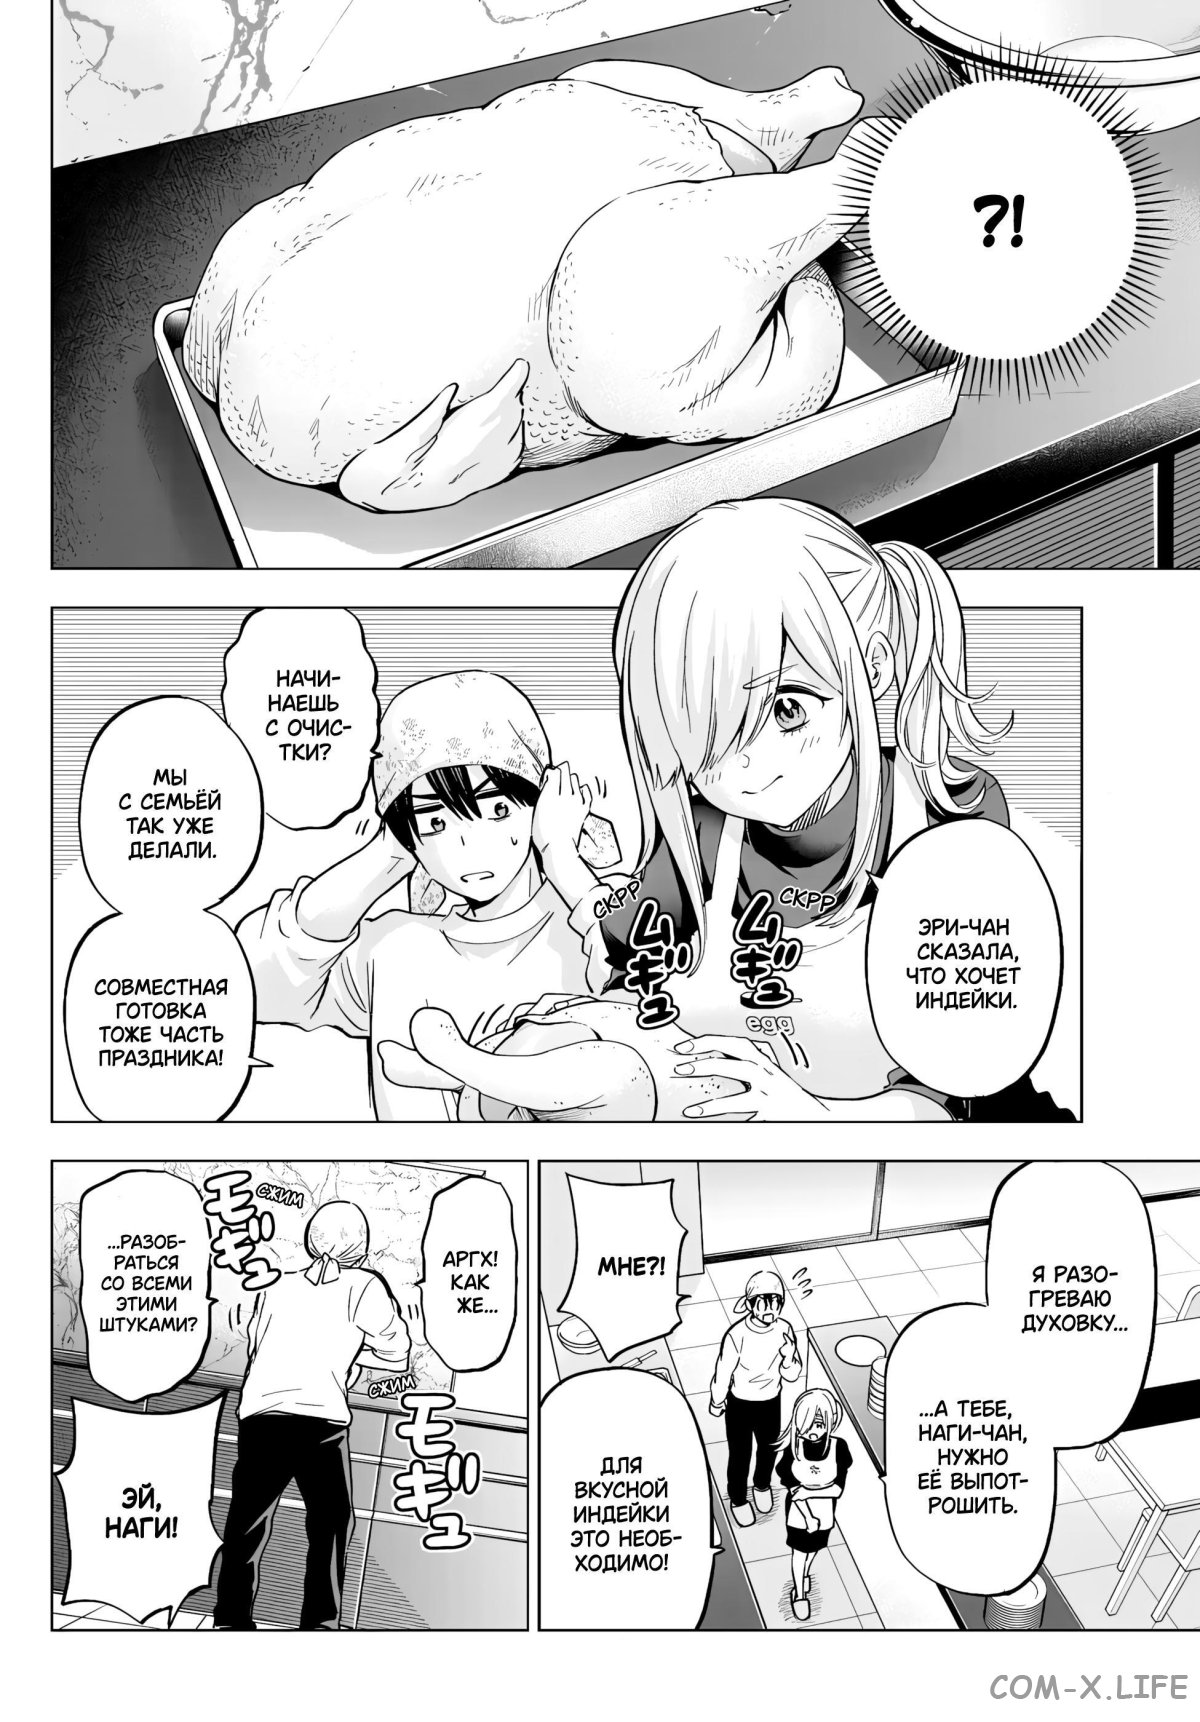 ?!
ЭРИ-ЧАН
СКАЗАЛА,
ЧТО ХОЧЕТ
ИНДЕЙКИ.
НАЧИ-
НАЕШЬ
С ОЧИС-
ТКИ?
МЫ
С СЕМЬЁЙ
ТАК УЖЕ
ДЕЛАЛИ.
СОВМЕСТНАЯ
ГОТОВКА
ТОЖЕ ЧАСТЬ
ПРАЗДНИКА!
СКРР
ムギュ
СКРР
ムギュ
egg
Я РАЗО-
ГРЕВАЮ
ДУХОВКУ...
...А ТЕБЕ,
НАГИ-ЧАН,
НУЖНО
ЕЁ ВЫПОТ-
РОШИТЬ.
МНЕ?!
ДЛЯ
ВКУСНОЙ
ИНДЕЙКИ
ЭТО НЕОБ-
ХОДИМО!
АРГХ!
КАК
ЖЕ...
...РАЗОБ-
РАТЬСЯ
СО ВСЕМИ
ЭТИМИ
ШТУКАМИ?
СЖИМ
モギュ
СЖИМ
モギュ
ЭЙ,
НАГИ!
COM-X.LIFE